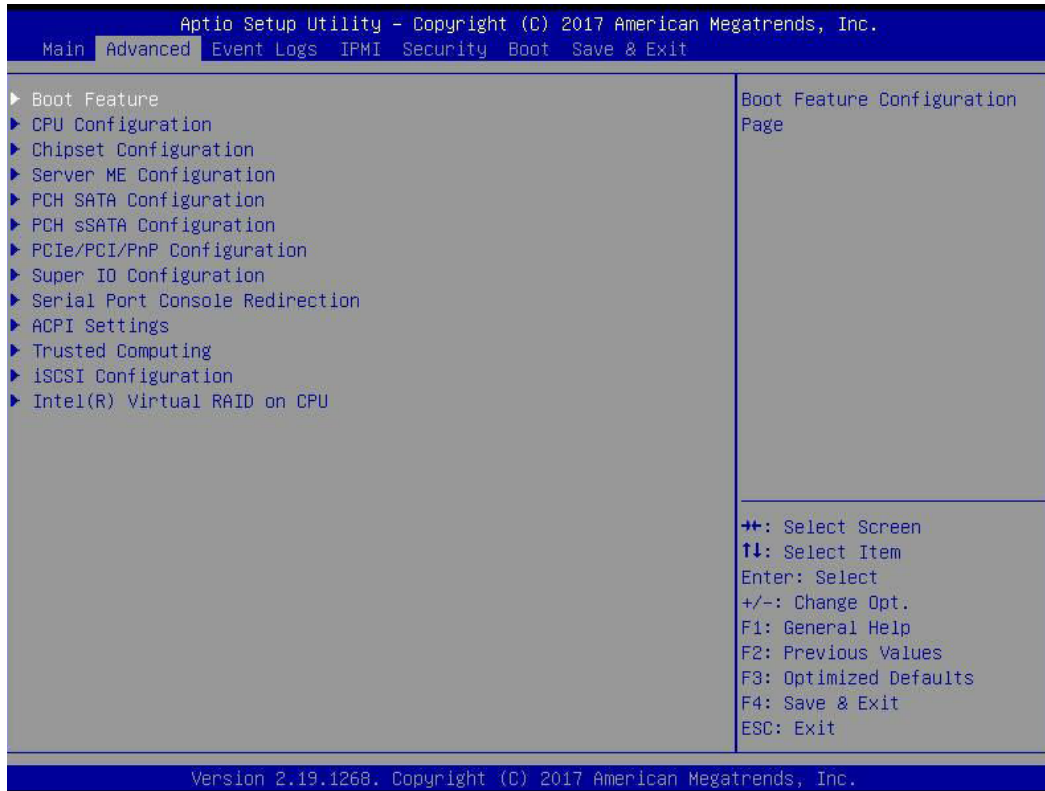 Aptio Setup Utility – Copyright (C) 2017 American Megatrends, Inc.
Main Advanced Event Logs IPMI Security Boot Save & Exit
▶ Boot Feature
▶ CPU Configuration
▶ Chipset Configuration
▶ Server ME Configuration
▶ PCH SATA Configuration
▶ PCH sSATA Configuration
▶ PCIe/PCI/PnP Configuration
▶ Super IO Configuration
▶ Serial Port Console Redirection
▶ ACPI Settings
▶ Trusted Computing
▶ iSCSI Configuration
▶ Intel(R) Virtual RAID on CPU
Boot Feature Configuration
Page
→←: Select Screen
↑↓: Select Item
Enter: Select
+/-: Change Opt.
F1: General Help
F2: Previous Values
F3: Optimized Defaults
F4: Save & Exit
ESC: Exit
Version 2.19.1268. Copyright (C) 2017 American Megatrends, Inc.